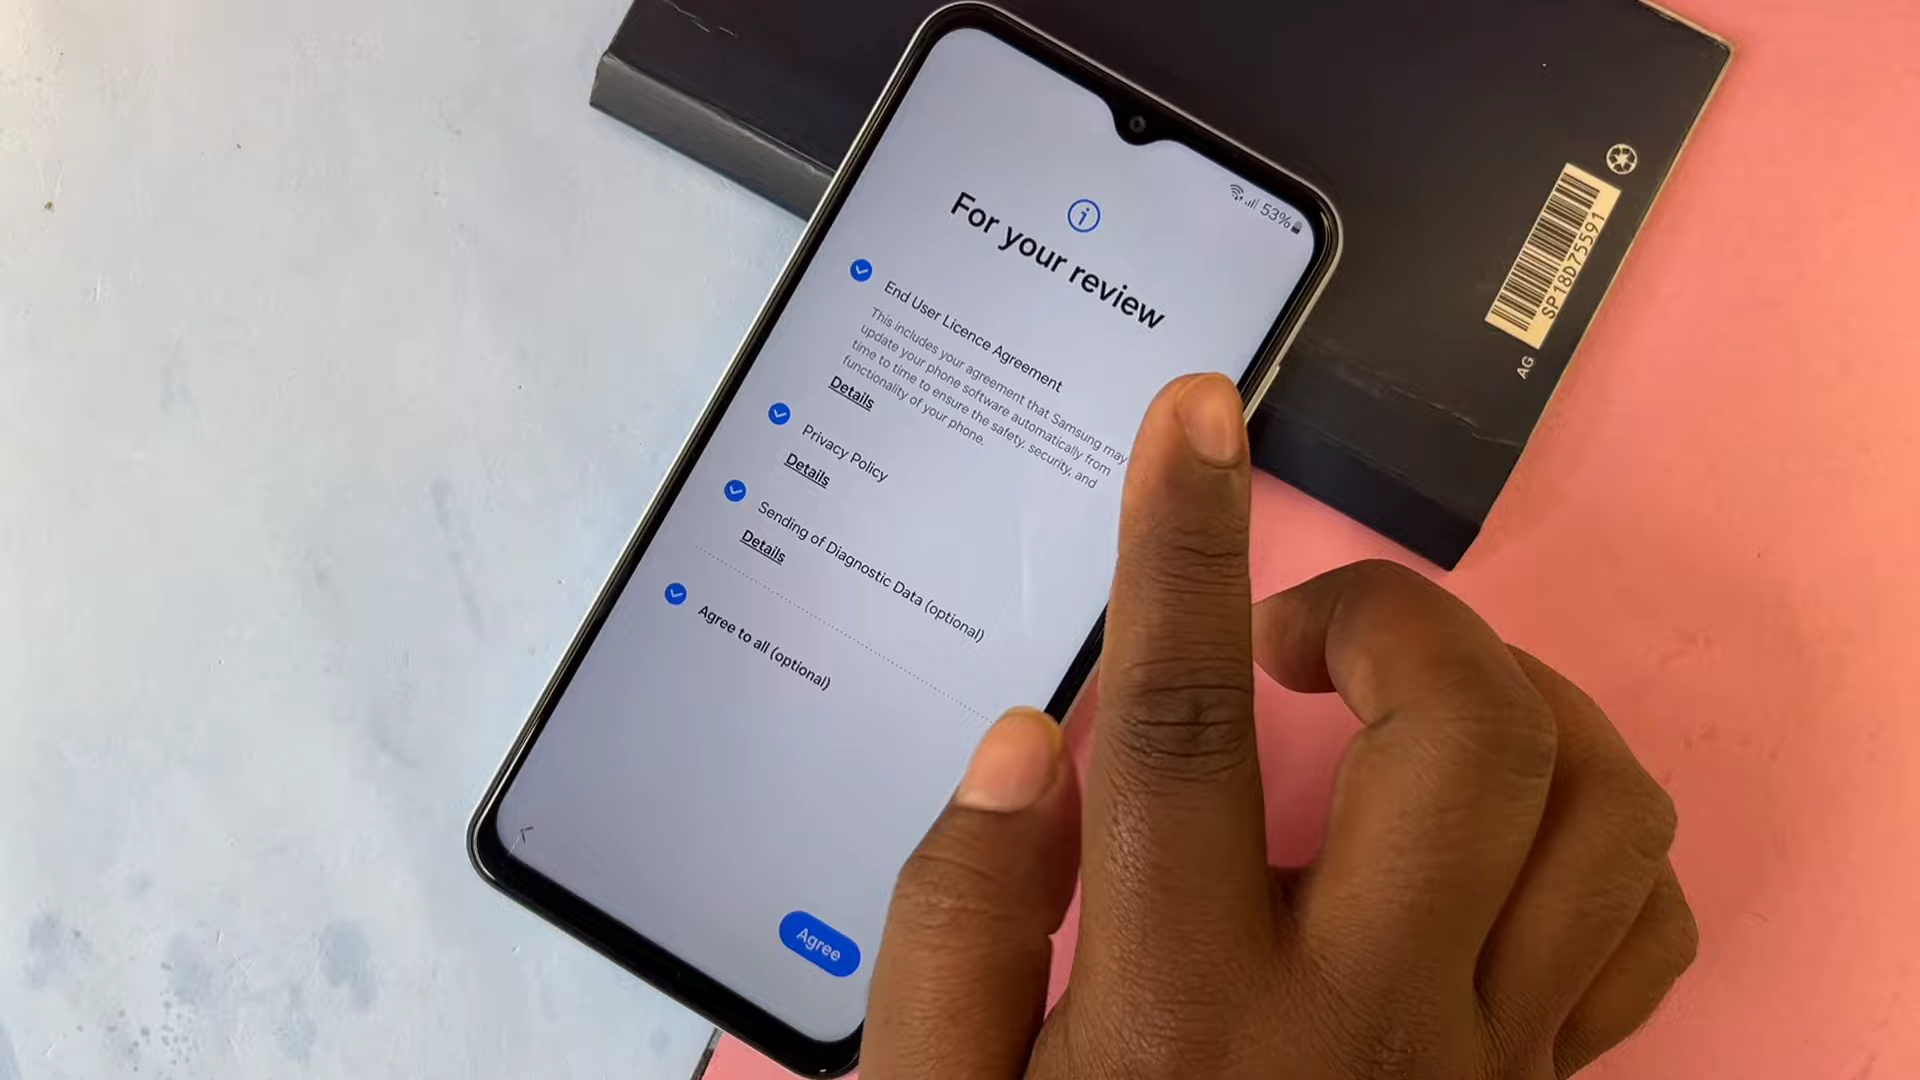 53%
For your review
End User Licence Agreement
This includes your agreement that Samsung may
update your phone software automatically from
time to time to ensure the safety, security, and
functionality of your phone.
Details
Privacy Policy
Details
Sending of Diagnostic Data (optional)
Details
Agree to all (optional)
Agree
SP18D75591
AG